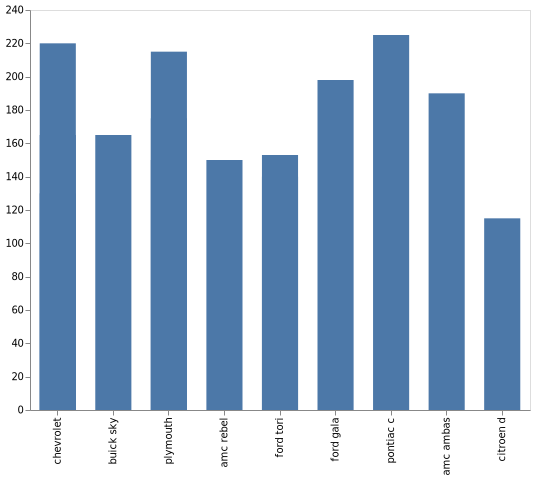 240
220
200
180
160
140
120
100
80
60
40
20
0
chevrolet
buick sky
plymouth
amc rebel
ford tori
ford gala
pontiac c
amc ambas
citroen d